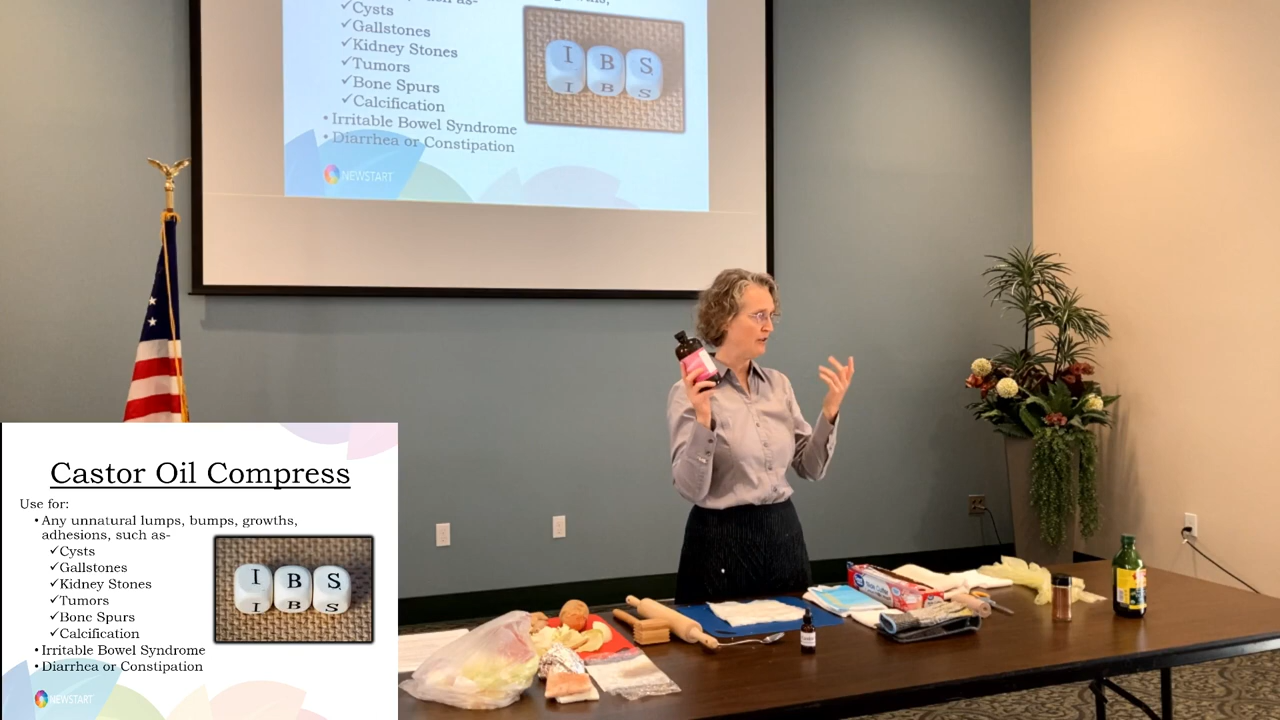 such as-
✓Cysts
✓Gallstones
✓Kidney Stones
✓Tumors
✓Bone Spurs
✓Calcification
• Irritable Bowel Syndrome
• Diarrhea or Constipation
I B S
I B S
NEWSTART
Castor Oil Compress
Use for:
• Any unnatural lumps, bumps, growths,
adhesions, such as-
✓Cysts
✓Gallstones
✓Kidney Stones
✓Tumors
✓Bone Spurs
✓Calcification
• Irritable Bowel Syndrome
• Diarrhea or Constipation
I B S
I B S
NEWSTART